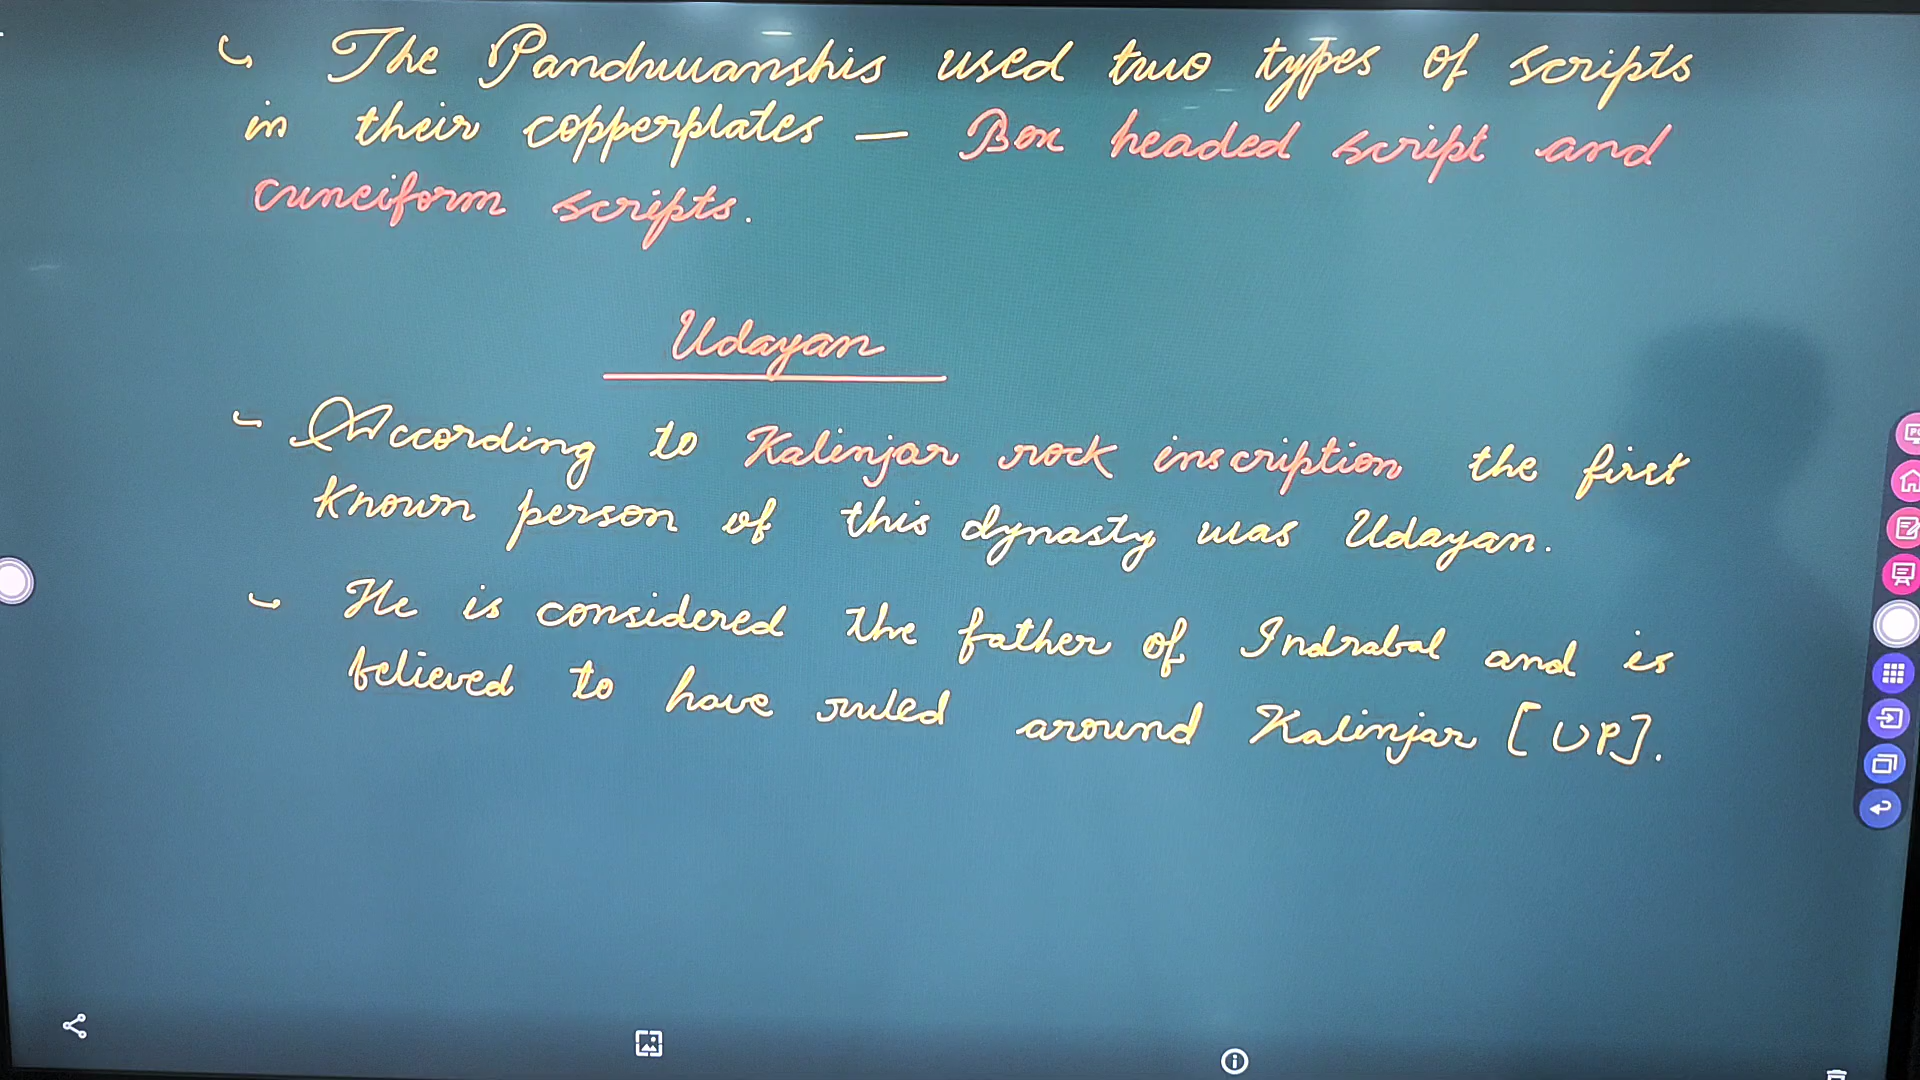 The Panduwanshis used two types of scripts
in their copperplates — Box headed script and
cuneiform scripts.
Udayan
According to Kalinjar rock inscription the first
known person of this dynasty was Udayan.
He is considered the father of Indrabal and is
believed to have ruled around Kalinjar [UP].